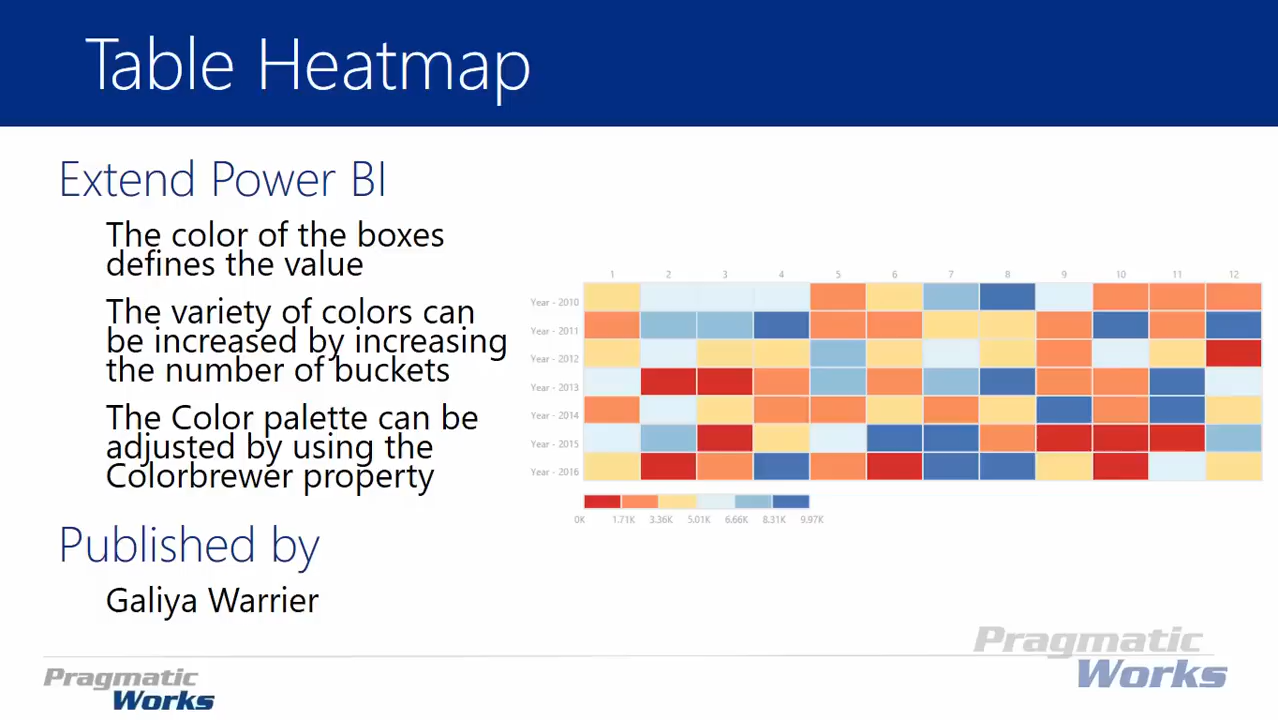 Table Heatmap
Extend Power BI
The color of the boxes
defines the value
The variety of colors can
be increased by increasing
the number of buckets
The Color palette can be
adjusted by using the
Colorbrewer property
Published by
Galiya Warrier
1 2 3 4 5 6 7 8 9 10 11 12
Year - 2010
Year - 2011
Year - 2012
Year - 2013
Year - 2014
Year - 2015
Year - 2016
0K 1.71K 3.36K 5.01K 6.66K 8.31K 9.97K
Pragmatic
Works
Pragmatic
Works